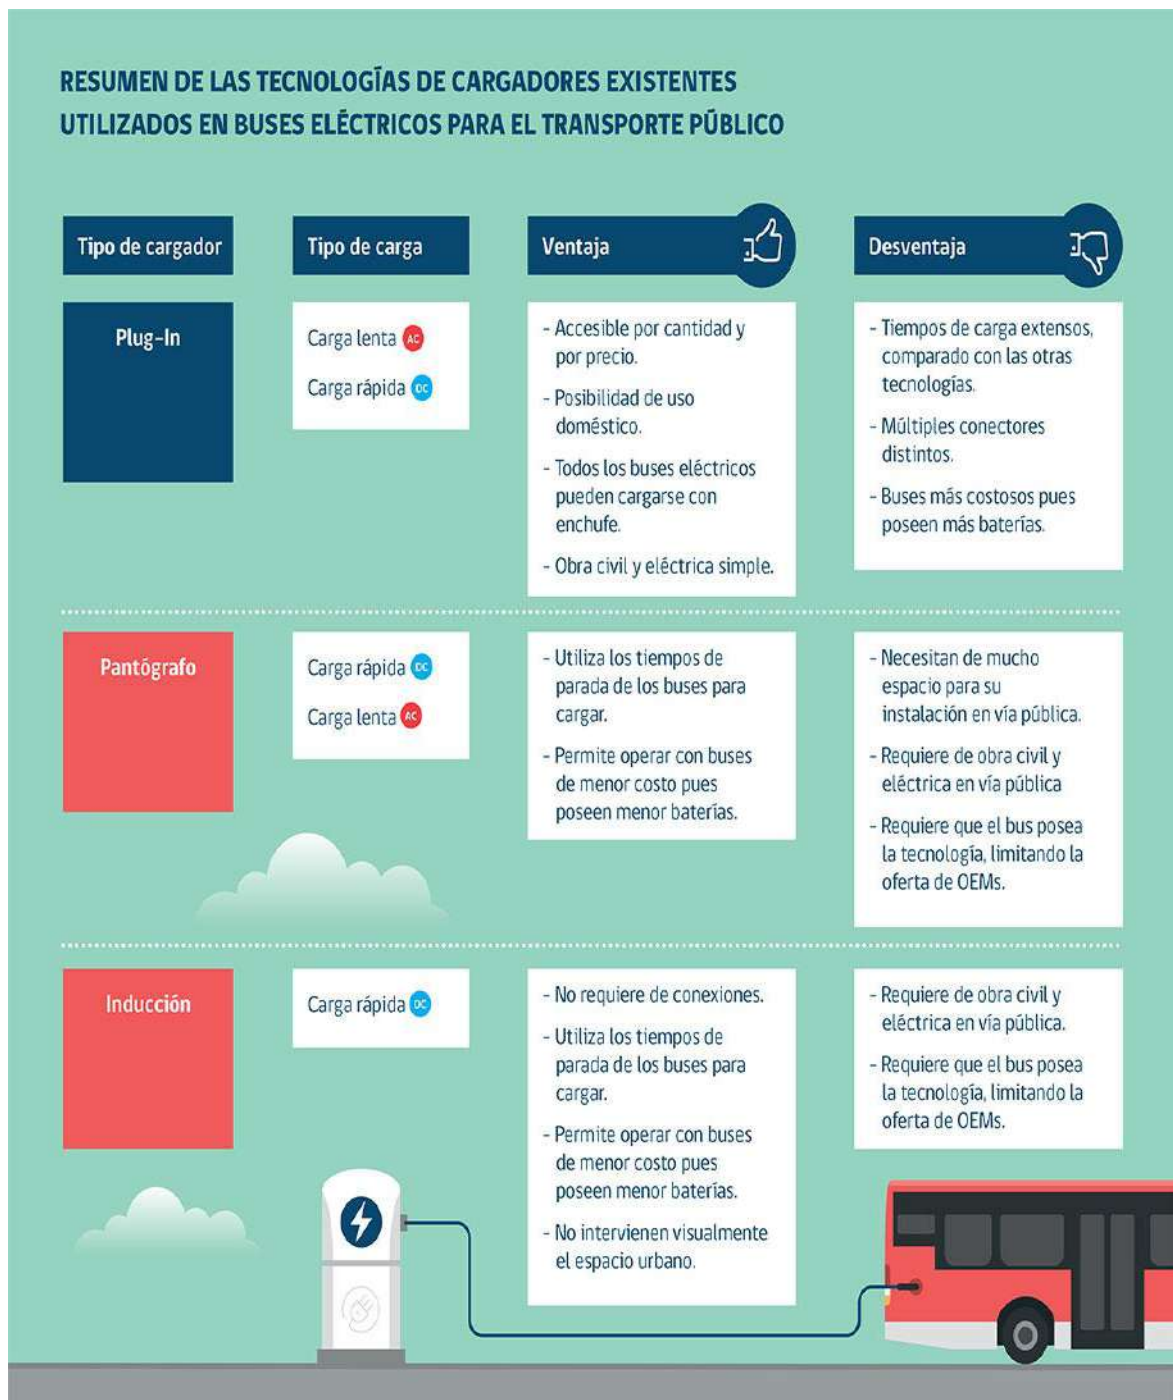 RESUMEN DE LAS TECNOLOGÍAS DE CARGADORES EXISTENTES
UTILIZADOS EN BUSES ELÉCTRICOS PARA EL TRANSPORTE PÚBLICO
Tipo de cargador
Tipo de carga
Ventaja
Desventaja
Plug-In
Carga lenta AC
Carga rápida DC
- Accesible por cantidad y
por precio.
- Posibilidad de uso
doméstico.
- Todos los buses eléctricos
pueden cargarse con
enchufe.
- Obra civil y eléctrica simple.
- Tiempos de carga extensos,
comparado con las otras
tecnologías.
- Múltiples conectores
distintos.
- Buses más costosos pues
poseen más baterías.
Pantógrafo
Carga rápida DC
Carga lenta AC
- Utiliza los tiempos de
parada de los buses para
cargar.
- Permite operar con buses
de menor costo pues
poseen menor baterías.
- Necesitan de mucho
espacio para su
instalación en vía pública.
- Requiere de obra civil y
eléctrica en vía pública
- Requiere que el bus posea
la tecnología, limitando la
oferta de OEMs.
Inducción
Carga rápida DC
- No requiere de conexiones.
- Utiliza los tiempos de
parada de los buses para
cargar.
- Permite operar con buses
de menor costo pues
poseen menor baterías.
- No intervienen visualmente
el espacio urbano.
- Requiere de obra civil y
eléctrica en vía pública.
- Requiere que el bus posea
la tecnología, limitando la
oferta de OEMs.